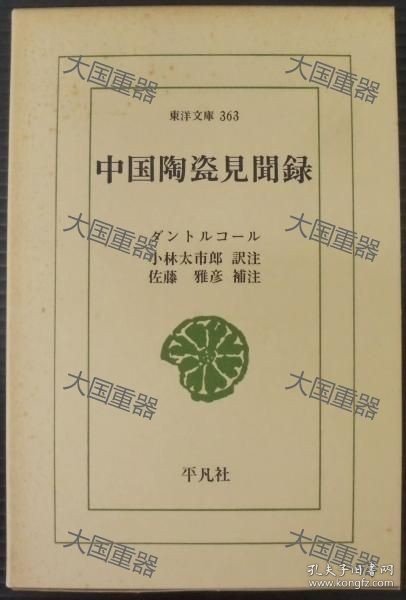 大国重器 大国重器
東洋文庫 363
中国陶瓷見聞録
大国重器 大国重器
ダントルコール
小林太市郎 訳注
佐藤 雅彦 補注
大国重器 大国重器
平凡社
大国重器 大国重器
孔夫子旧书网
www.kongfz.com